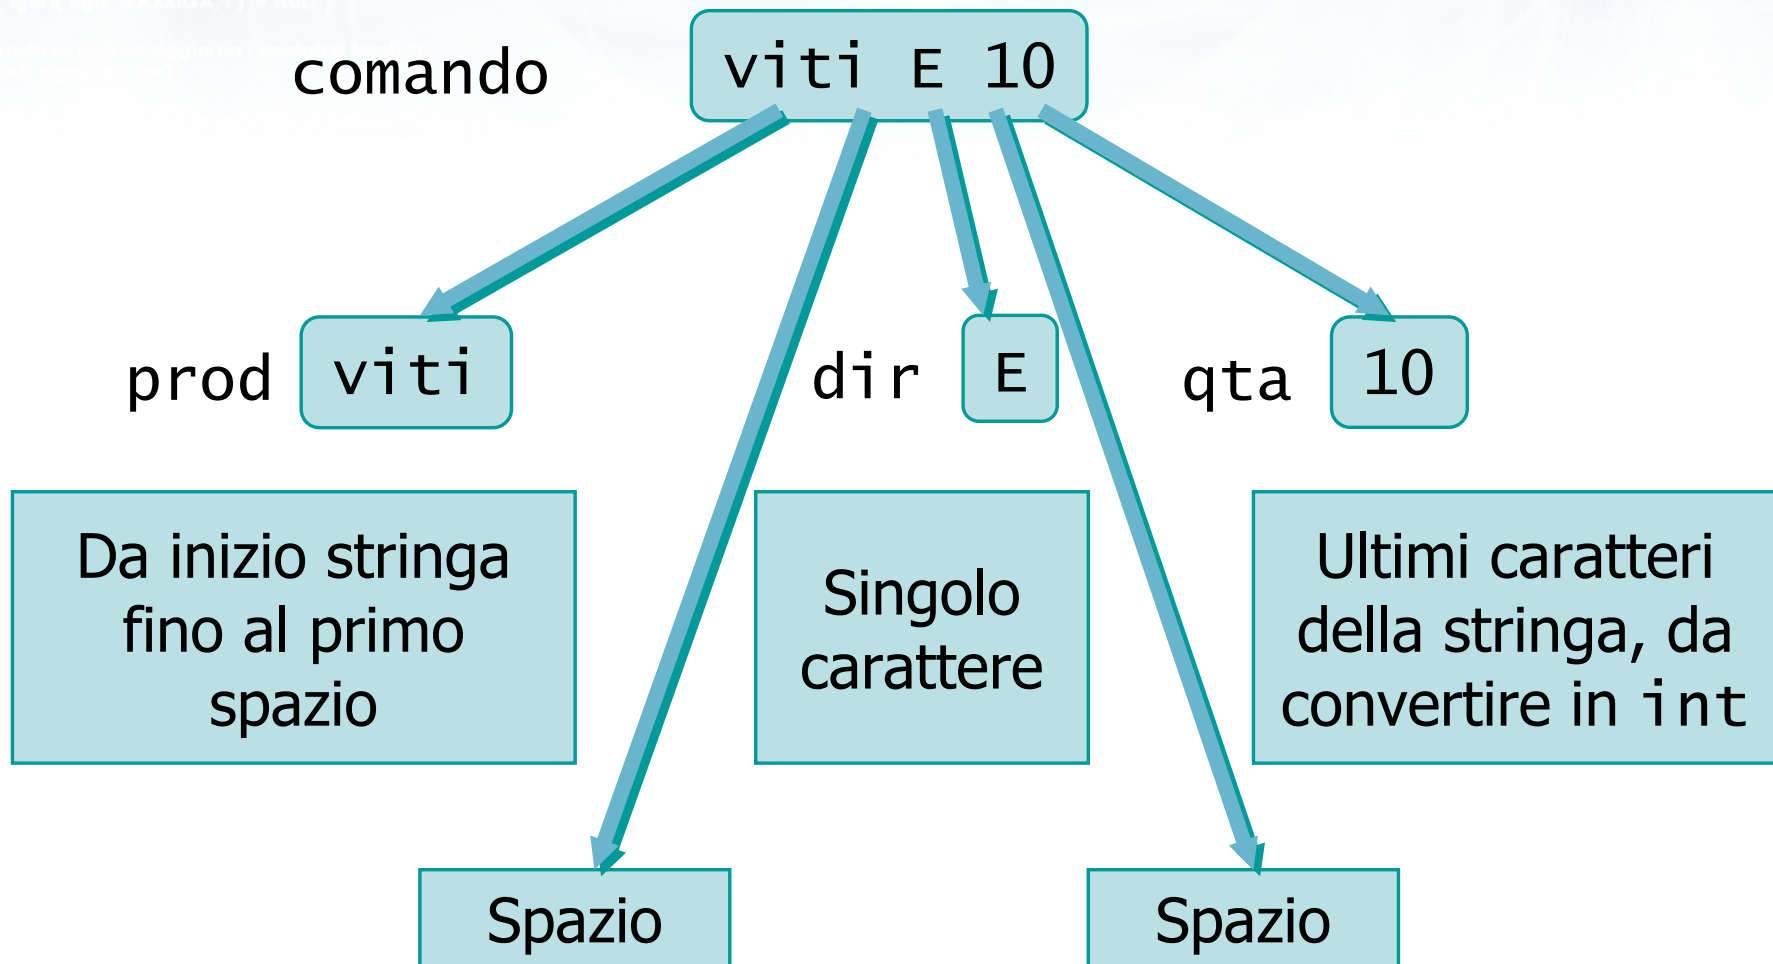 comando viti E 10
prod viti dir E qta 10
Da inizio stringa
fino al primo
spazio
Singolo
carattere
Ultimi caratteri
della stringa, da
convertire in int
Spazio
Spazio